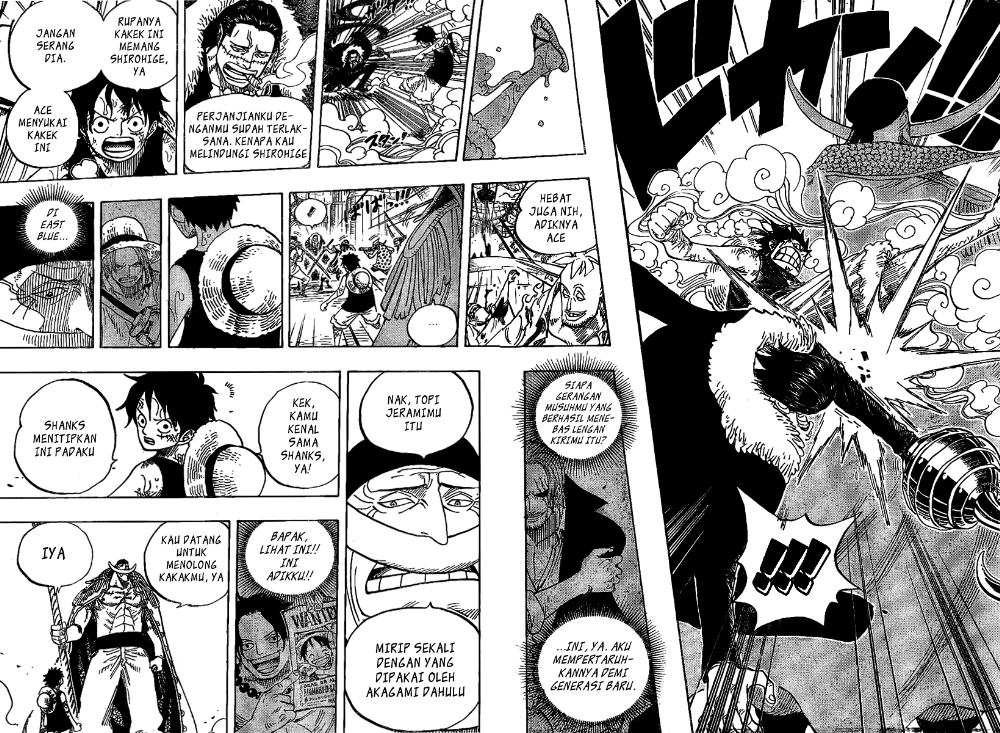 !!!!
PERJANJIANKU DE-
NGANMU SUDAH TERLAK-
SANA. KENAPA KAU
MELINDUNGI SHIROHIGE
RUPANYA
KAKEK INI
MEMANG
SHIROHIGE,
YA
JANGAN
SERANG
DIA.
ACE
MENYUKAI
KAKEK
INI
HEBAT
JUGA NIH,
ADIKNYA
ACE
...
DI
EAST
BLUE...
SIAPA
GERANGAN
MUSUHMU YANG
BERHASIL MENE-
BAS LENGAN
KIRIMU ITU?
...INI, YA. AKU
MEMPERTARUH-
KANNYA DEMI
GENERASI BARU.
NAK, TOPI
JERAMIMU
ITU
MIRIP SEKALI
DENGAN YANG
DIPAKAI OLEH
AKAGAMI DAHULU
KEK,
KAMU
KENAL
SAMA
SHANKS,
YA!
SHANKS
MENITIPKAN
INI PADAKU
BAPAK,
LIHAT INI!!
INI
ADIKKU!!
WANTED
KAU DATANG
UNTUK
MENOLONG
KAKAKMU, YA
IYA